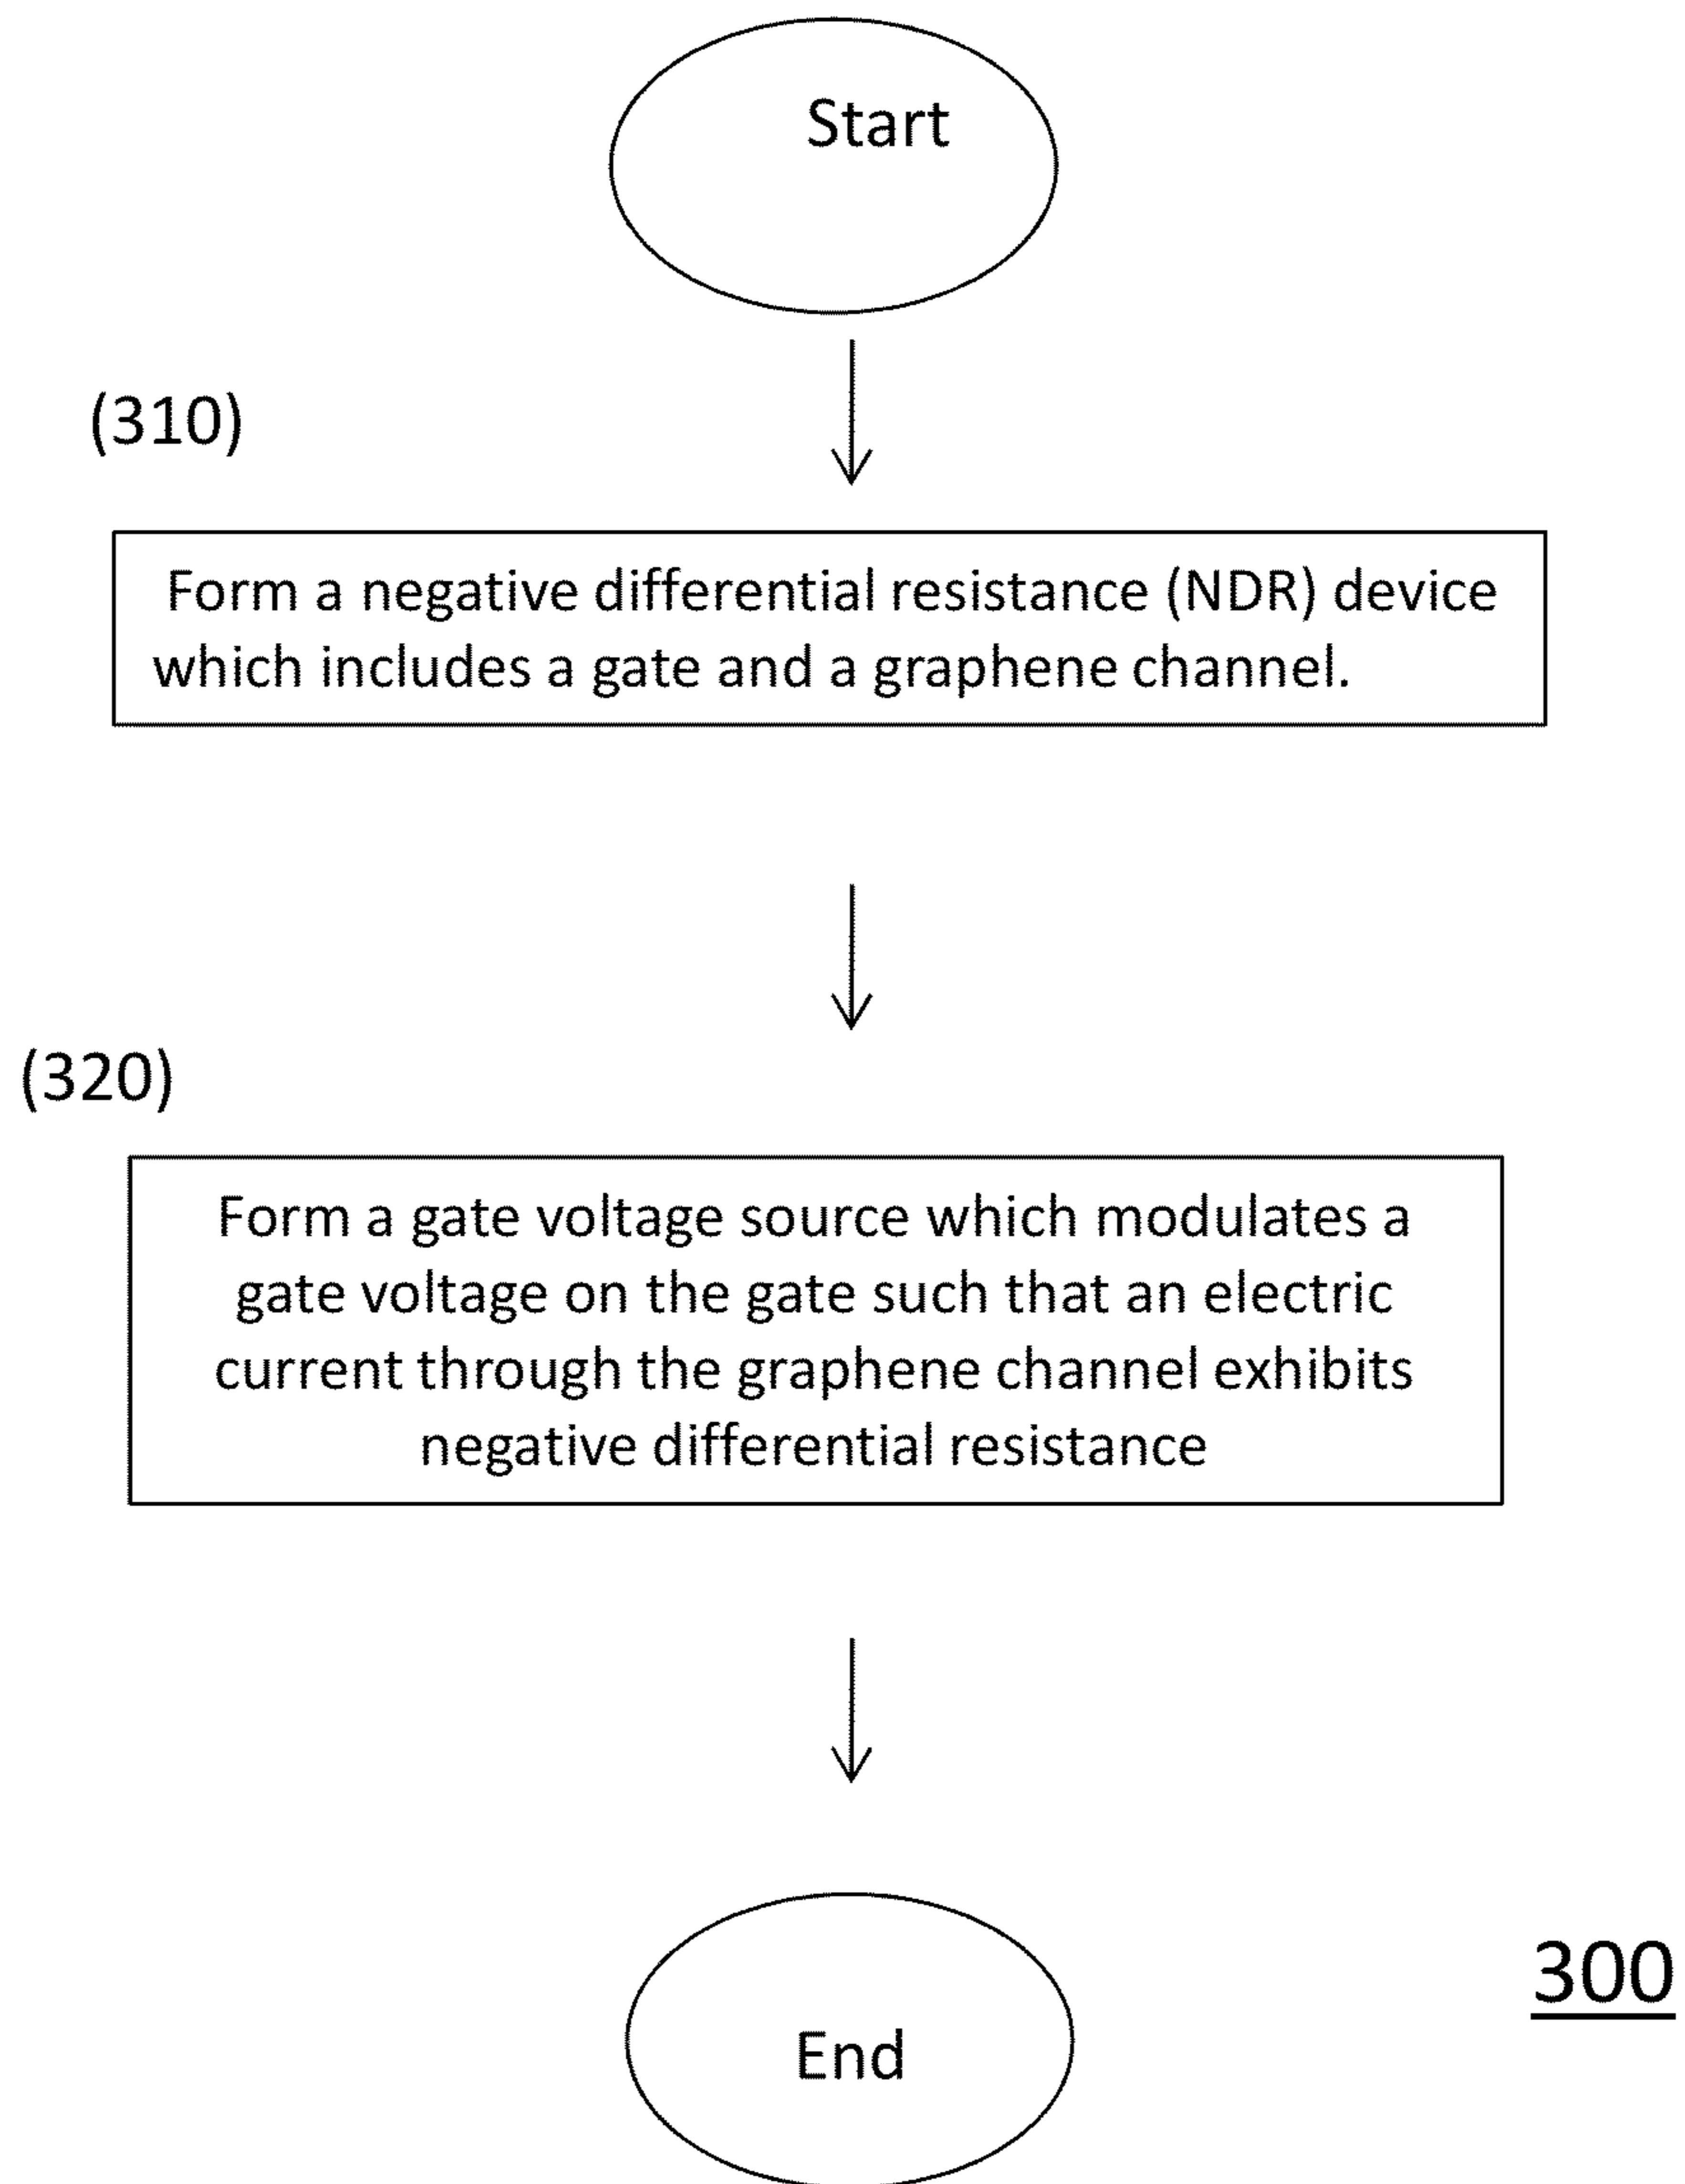 Start
(310)
Form a negative differential resistance (NDR) device
which includes a gate and a graphene channel.
(320)
Form a gate voltage source which modulates a
gate voltage on the gate such that an electric
current through the graphene channel exhibits
negative differential resistance
300
End